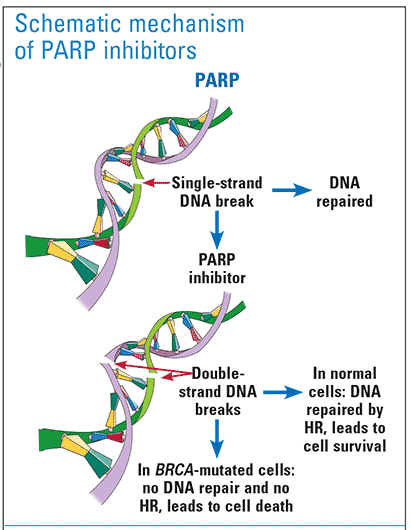 Schematic mechanism
of PARP inhibitors
PARP
Single-strand
DNA break
DNA
repaired
PARP
inhibitor
Double-
strand DNA
breaks
In normal
cells: DNA
repaired by
HR, leads to
cell survival
In BRCA-mutated cells:
no DNA repair and no
HR, leads to cell death